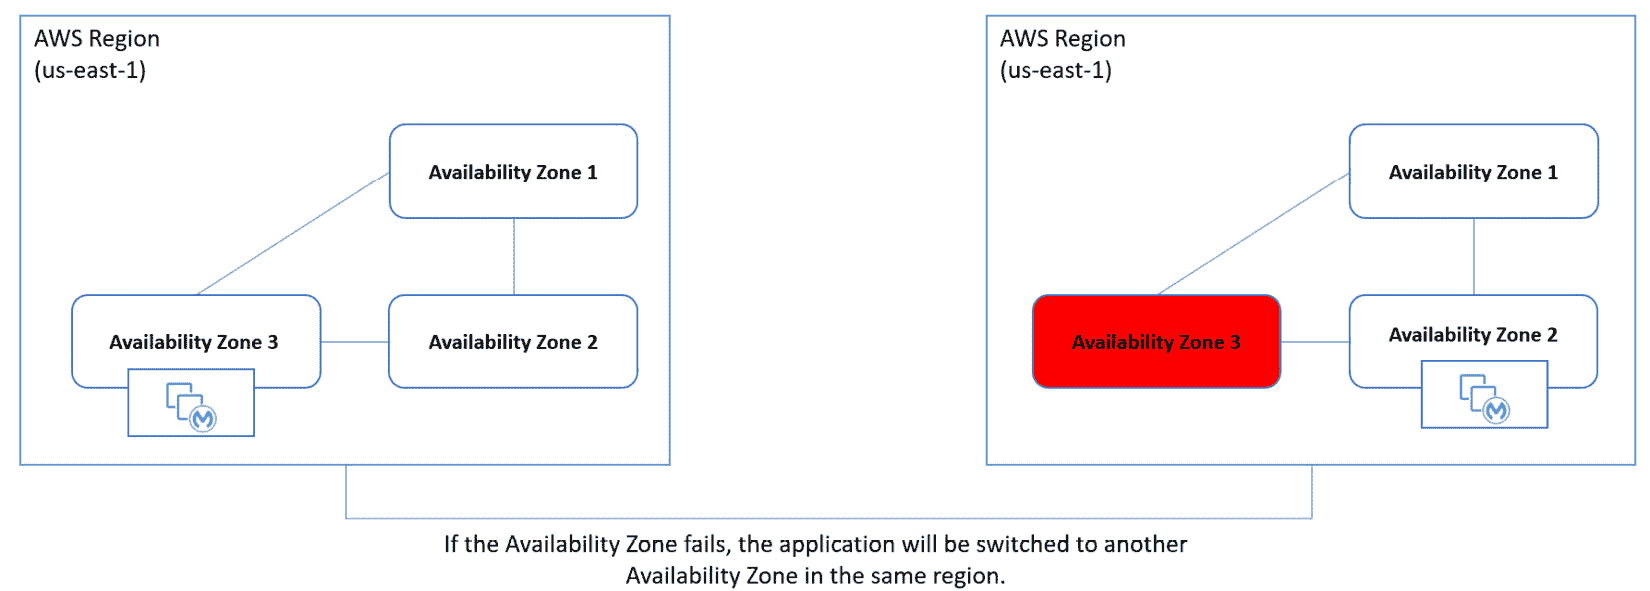 AWS Region
(us-east-1)
Availability Zone 1
Availability Zone 3
Availability Zone 2
AWS Region
(us-east-1)
Availability Zone 1
Availability Zone 3
Availability Zone 2
If the Availability Zone fails, the application will be switched to another
Availability Zone in the same region.